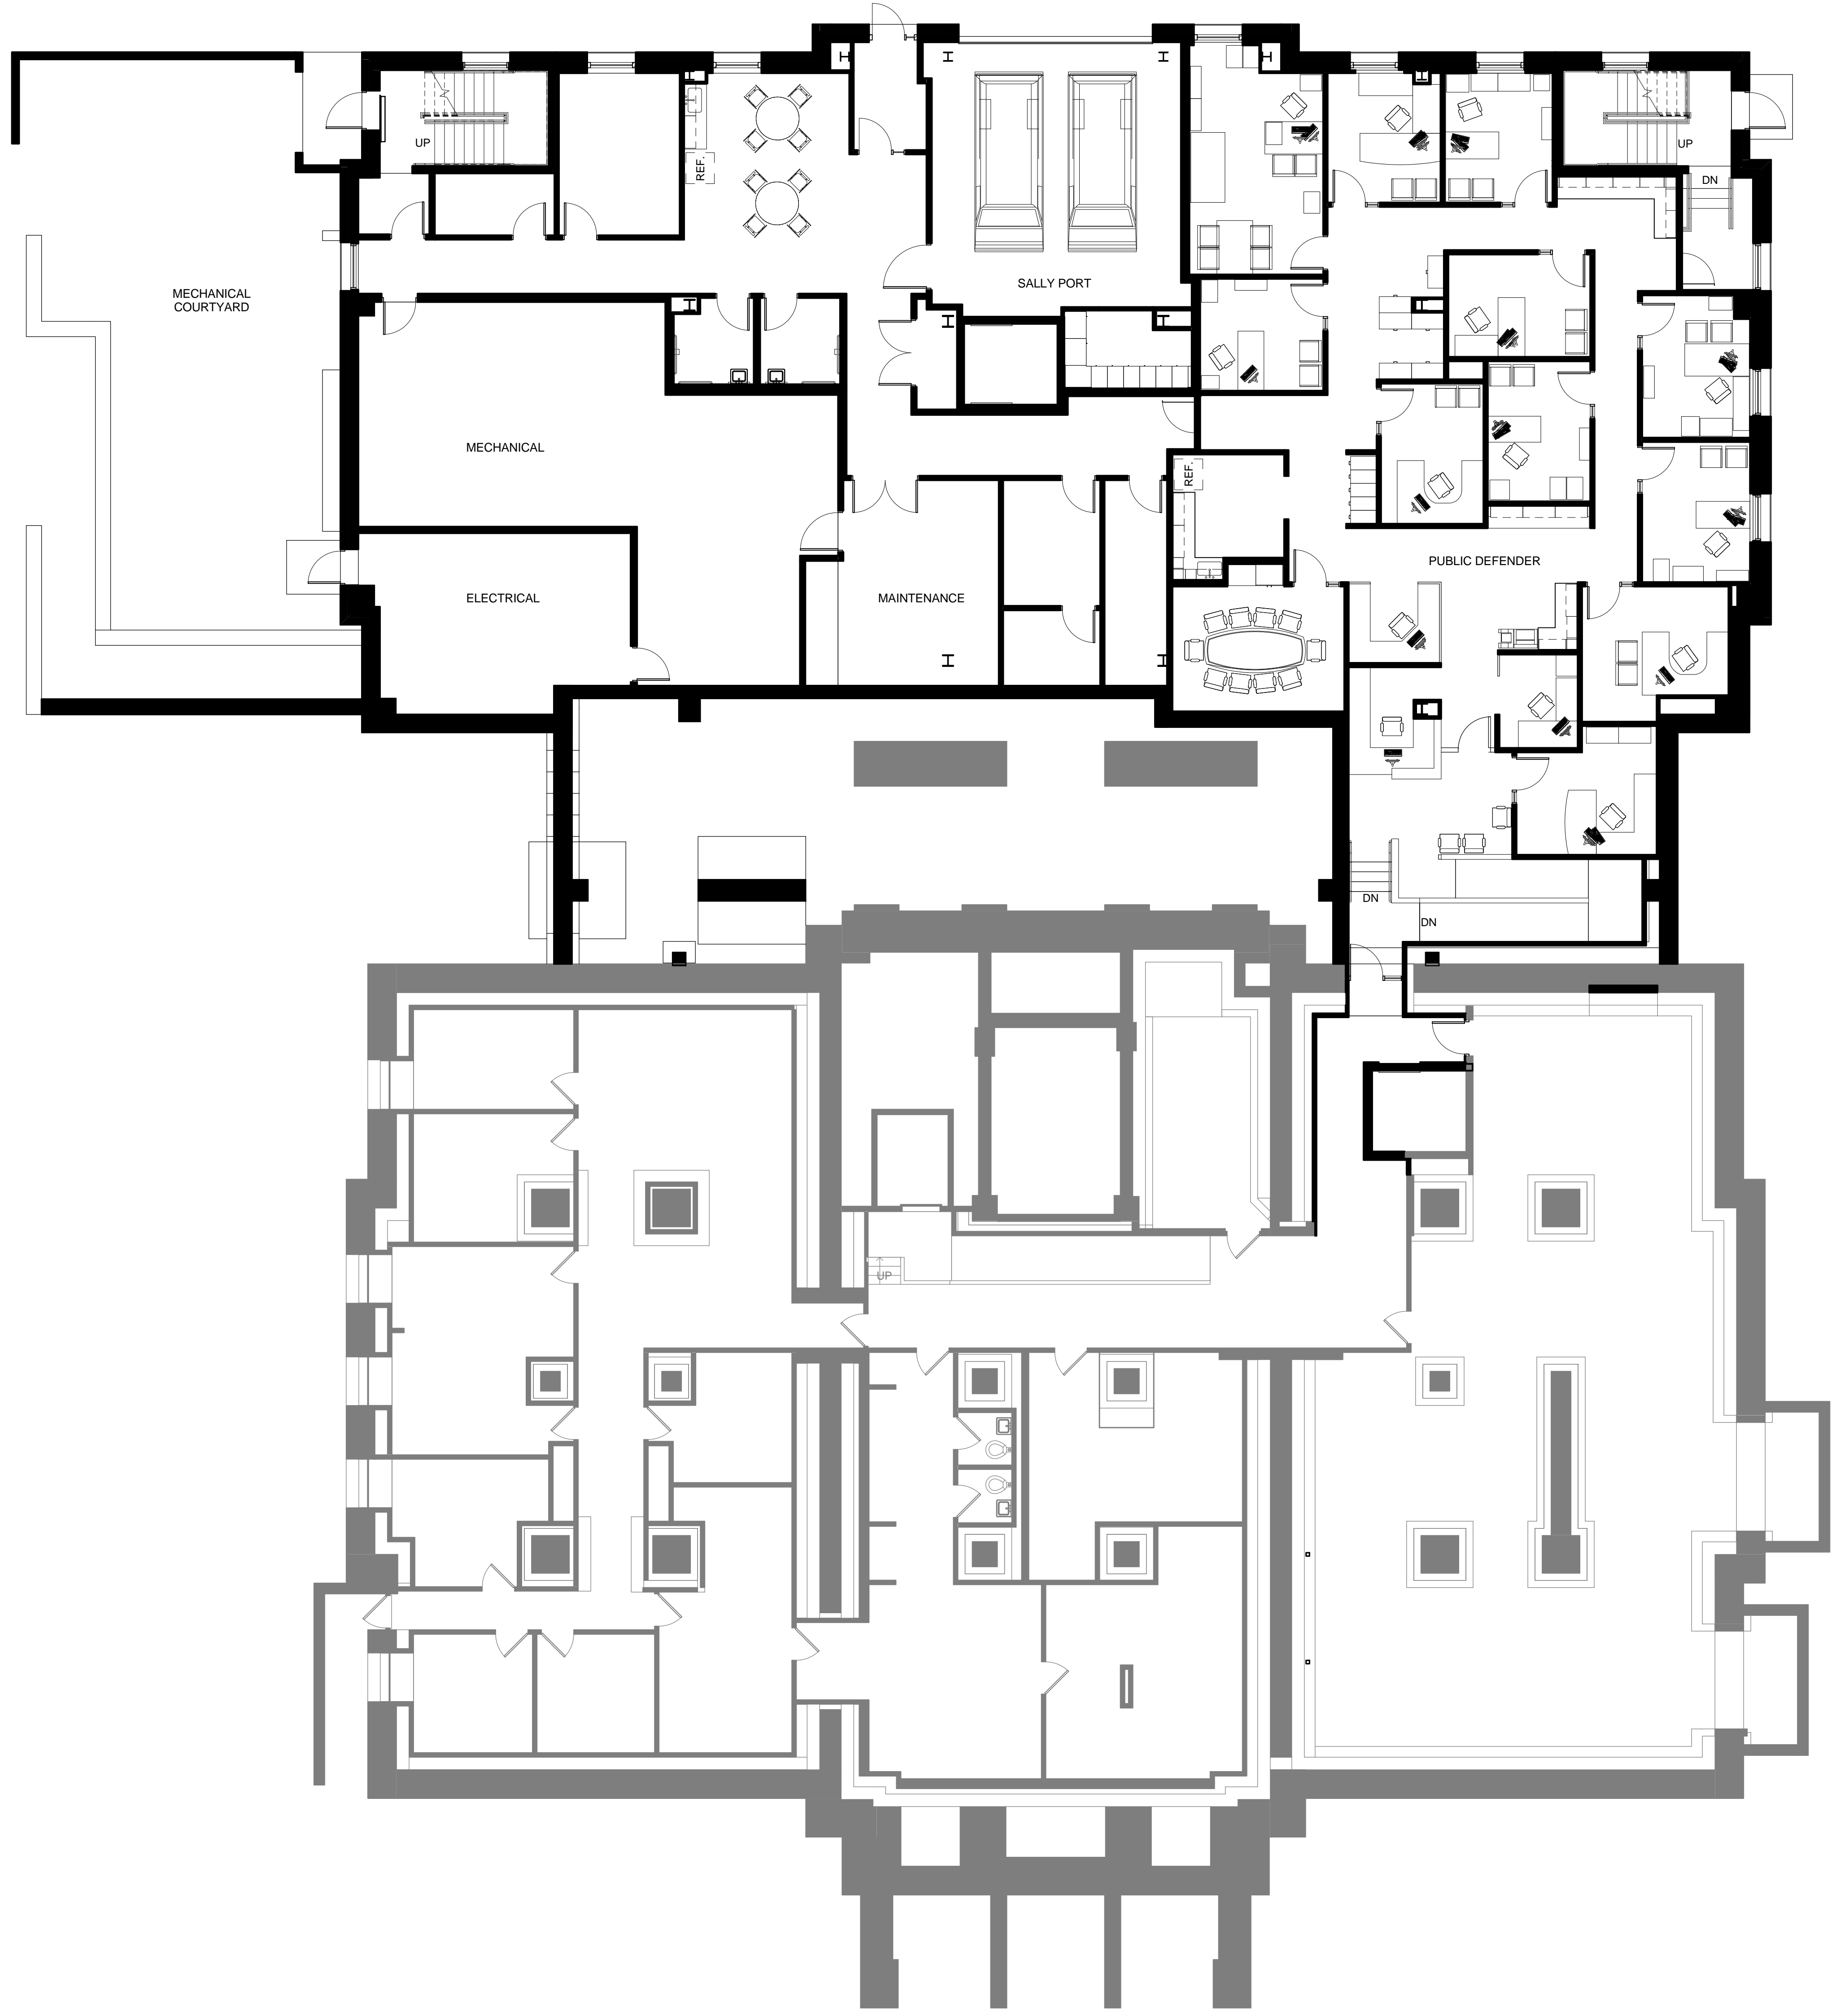 UP
REF.
UP
DN
SALLY PORT
MECHANICAL
COURTYARD
MECHANICAL
REF.
PUBLIC DEFENDER
ELECTRICAL
MAINTENANCE
DN
DN
UP